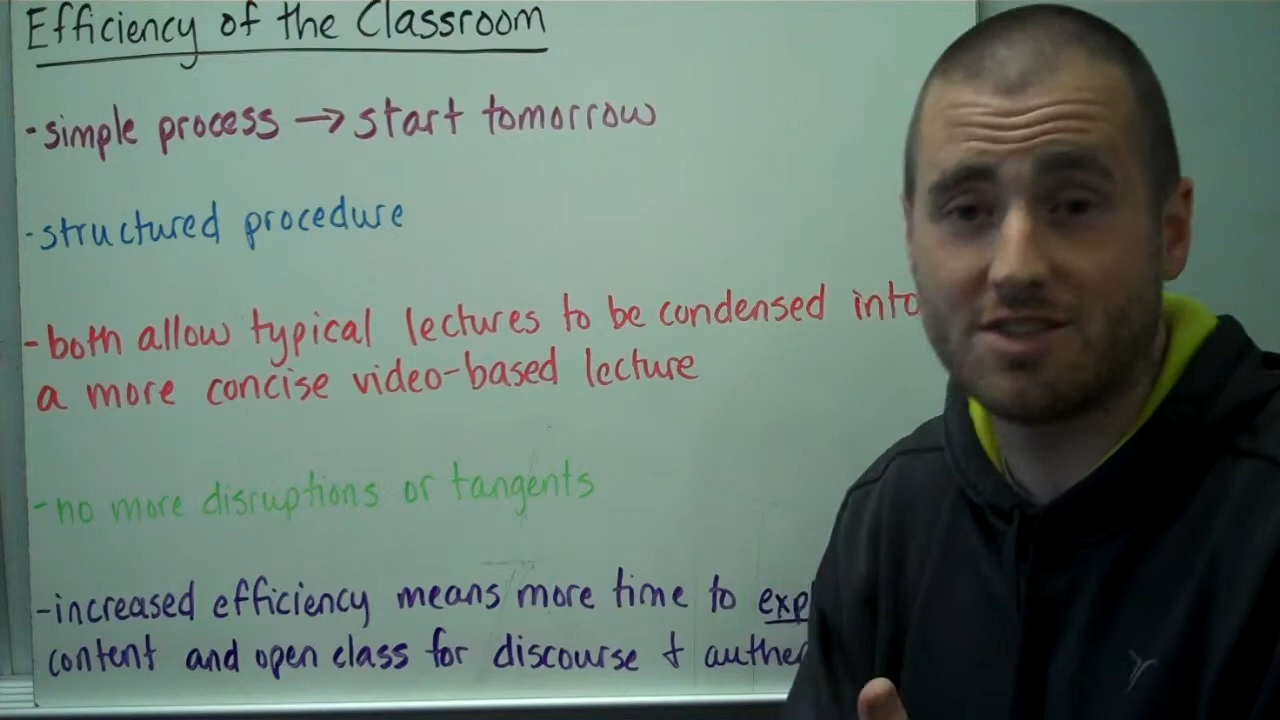 Efficiency of the Classroom
-simple process → start tomorrow
-structured procedure
-both allow typical lectures to be condensed into
a more concise video-based lecture
-no more disruptions or tangents
-increased efficiency means more time to exp
content and open class for discourse + authe